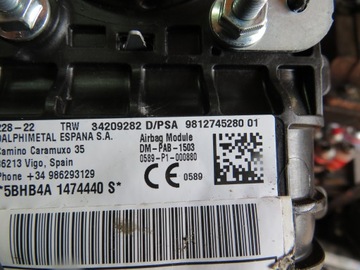 228-22 TRW 34209282 D/PSA 9812745280 01
DALPHIMETAL ESPANA S.A.
Camino Caramuxo 35
36213 Vigo, Spain
Phone +34 986293129
*5BHB4A 1474440 S*
Airbag Module
DM-PAB-1503
0589-P1-000880
CE 0589